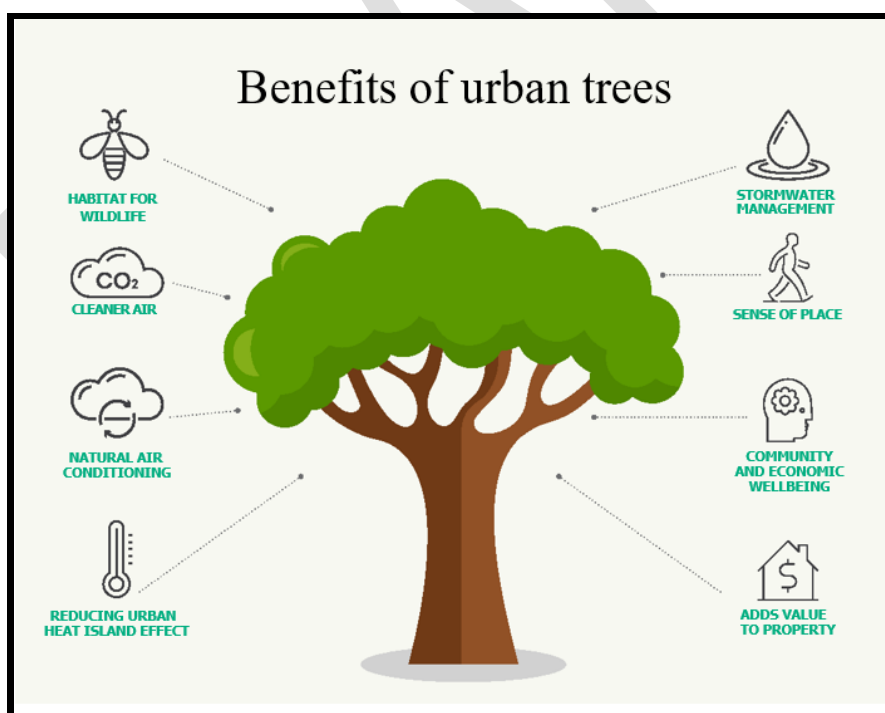 Benefits of urban trees
HABITAT FOR
WILDLIFE
CO₂
CLEANER AIR
NATURAL AIR
CONDITIONING
REDUCING URBAN
HEAT ISLAND EFFECT
STORMWATER
MANAGEMENT
SENSE OF PLACE
COMMUNITY
AND ECONOMIC
WELLBEING
$
ADDS VALUE
TO PROPERTY